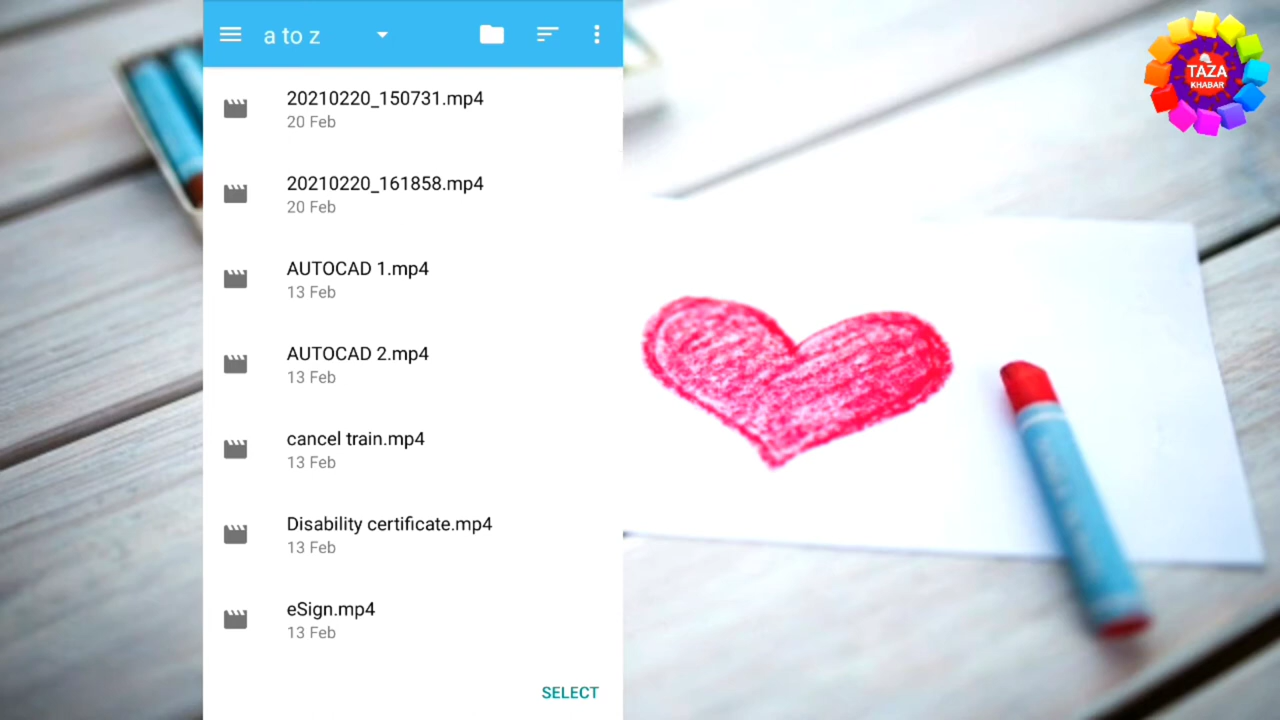 a to z
20210220_150731.mp4
20 Feb
20210220_161858.mp4
20 Feb
AUTOCAD 1.mp4
13 Feb
AUTOCAD 2.mp4
13 Feb
cancel train.mp4
13 Feb
Disability certificate.mp4
13 Feb
eSign.mp4
13 Feb
SELECT
TAZA
KHABAR